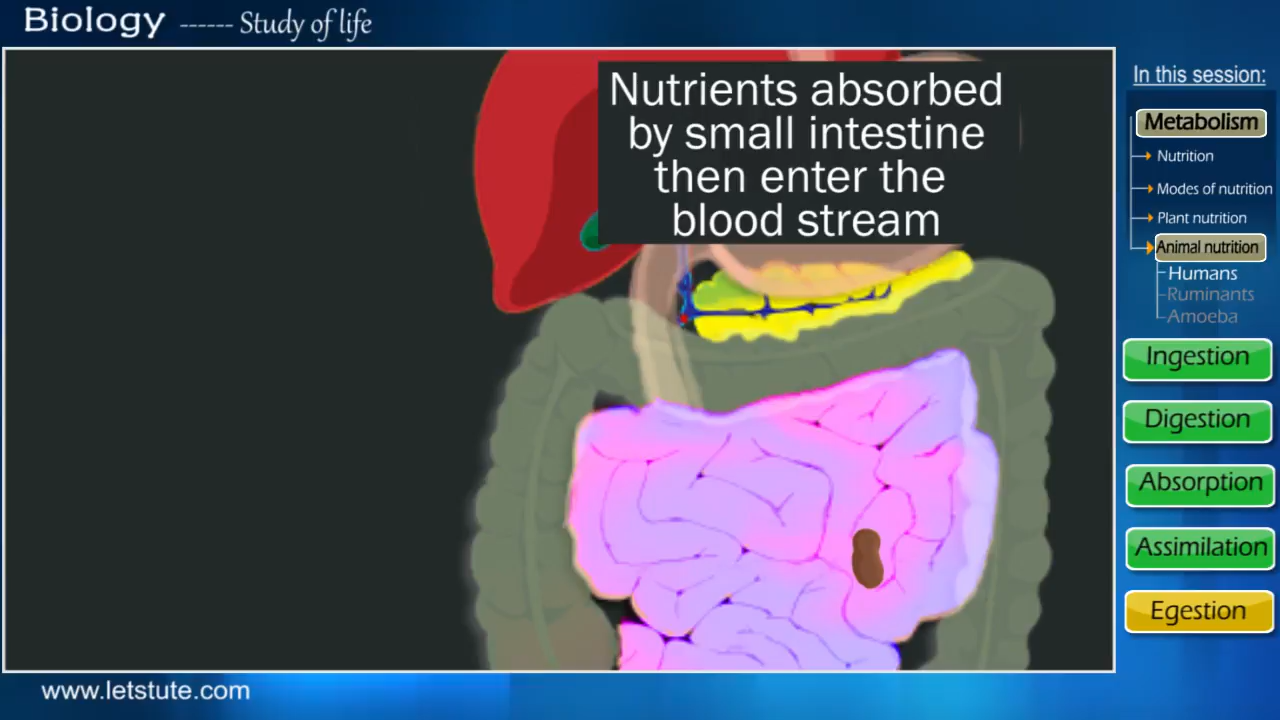 Biology ------ Study of life
Nutrients absorbed
by small intestine
then enter the
blood stream
In this session:
Metabolism
Nutrition
Modes of nutrition
Plant nutrition
Animal nutrition
Humans
Ruminants
Amoeba
Ingestion
Digestion
Absorption
Assimilation
Egestion
www.letstute.com